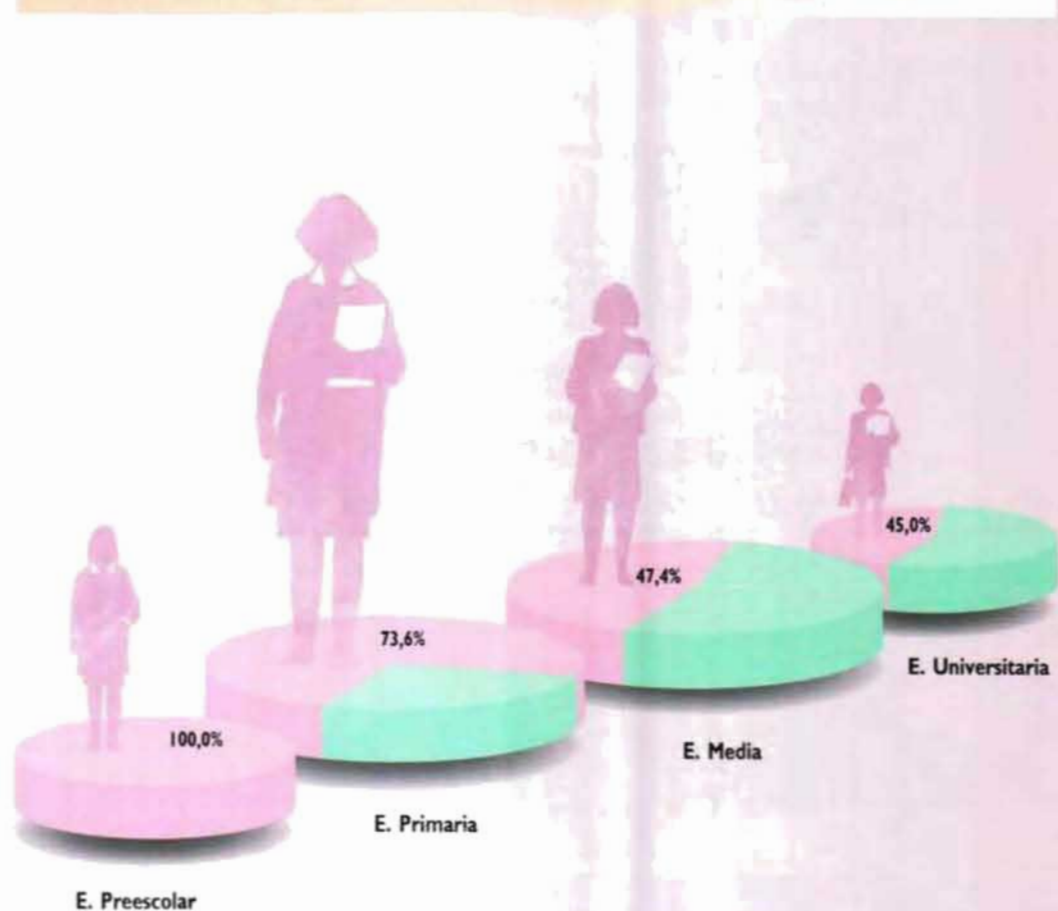 45,0%
47,4%
E. Universitaria
73,6%
100,0%
E. Media
E. Primaria
E. Preescolar